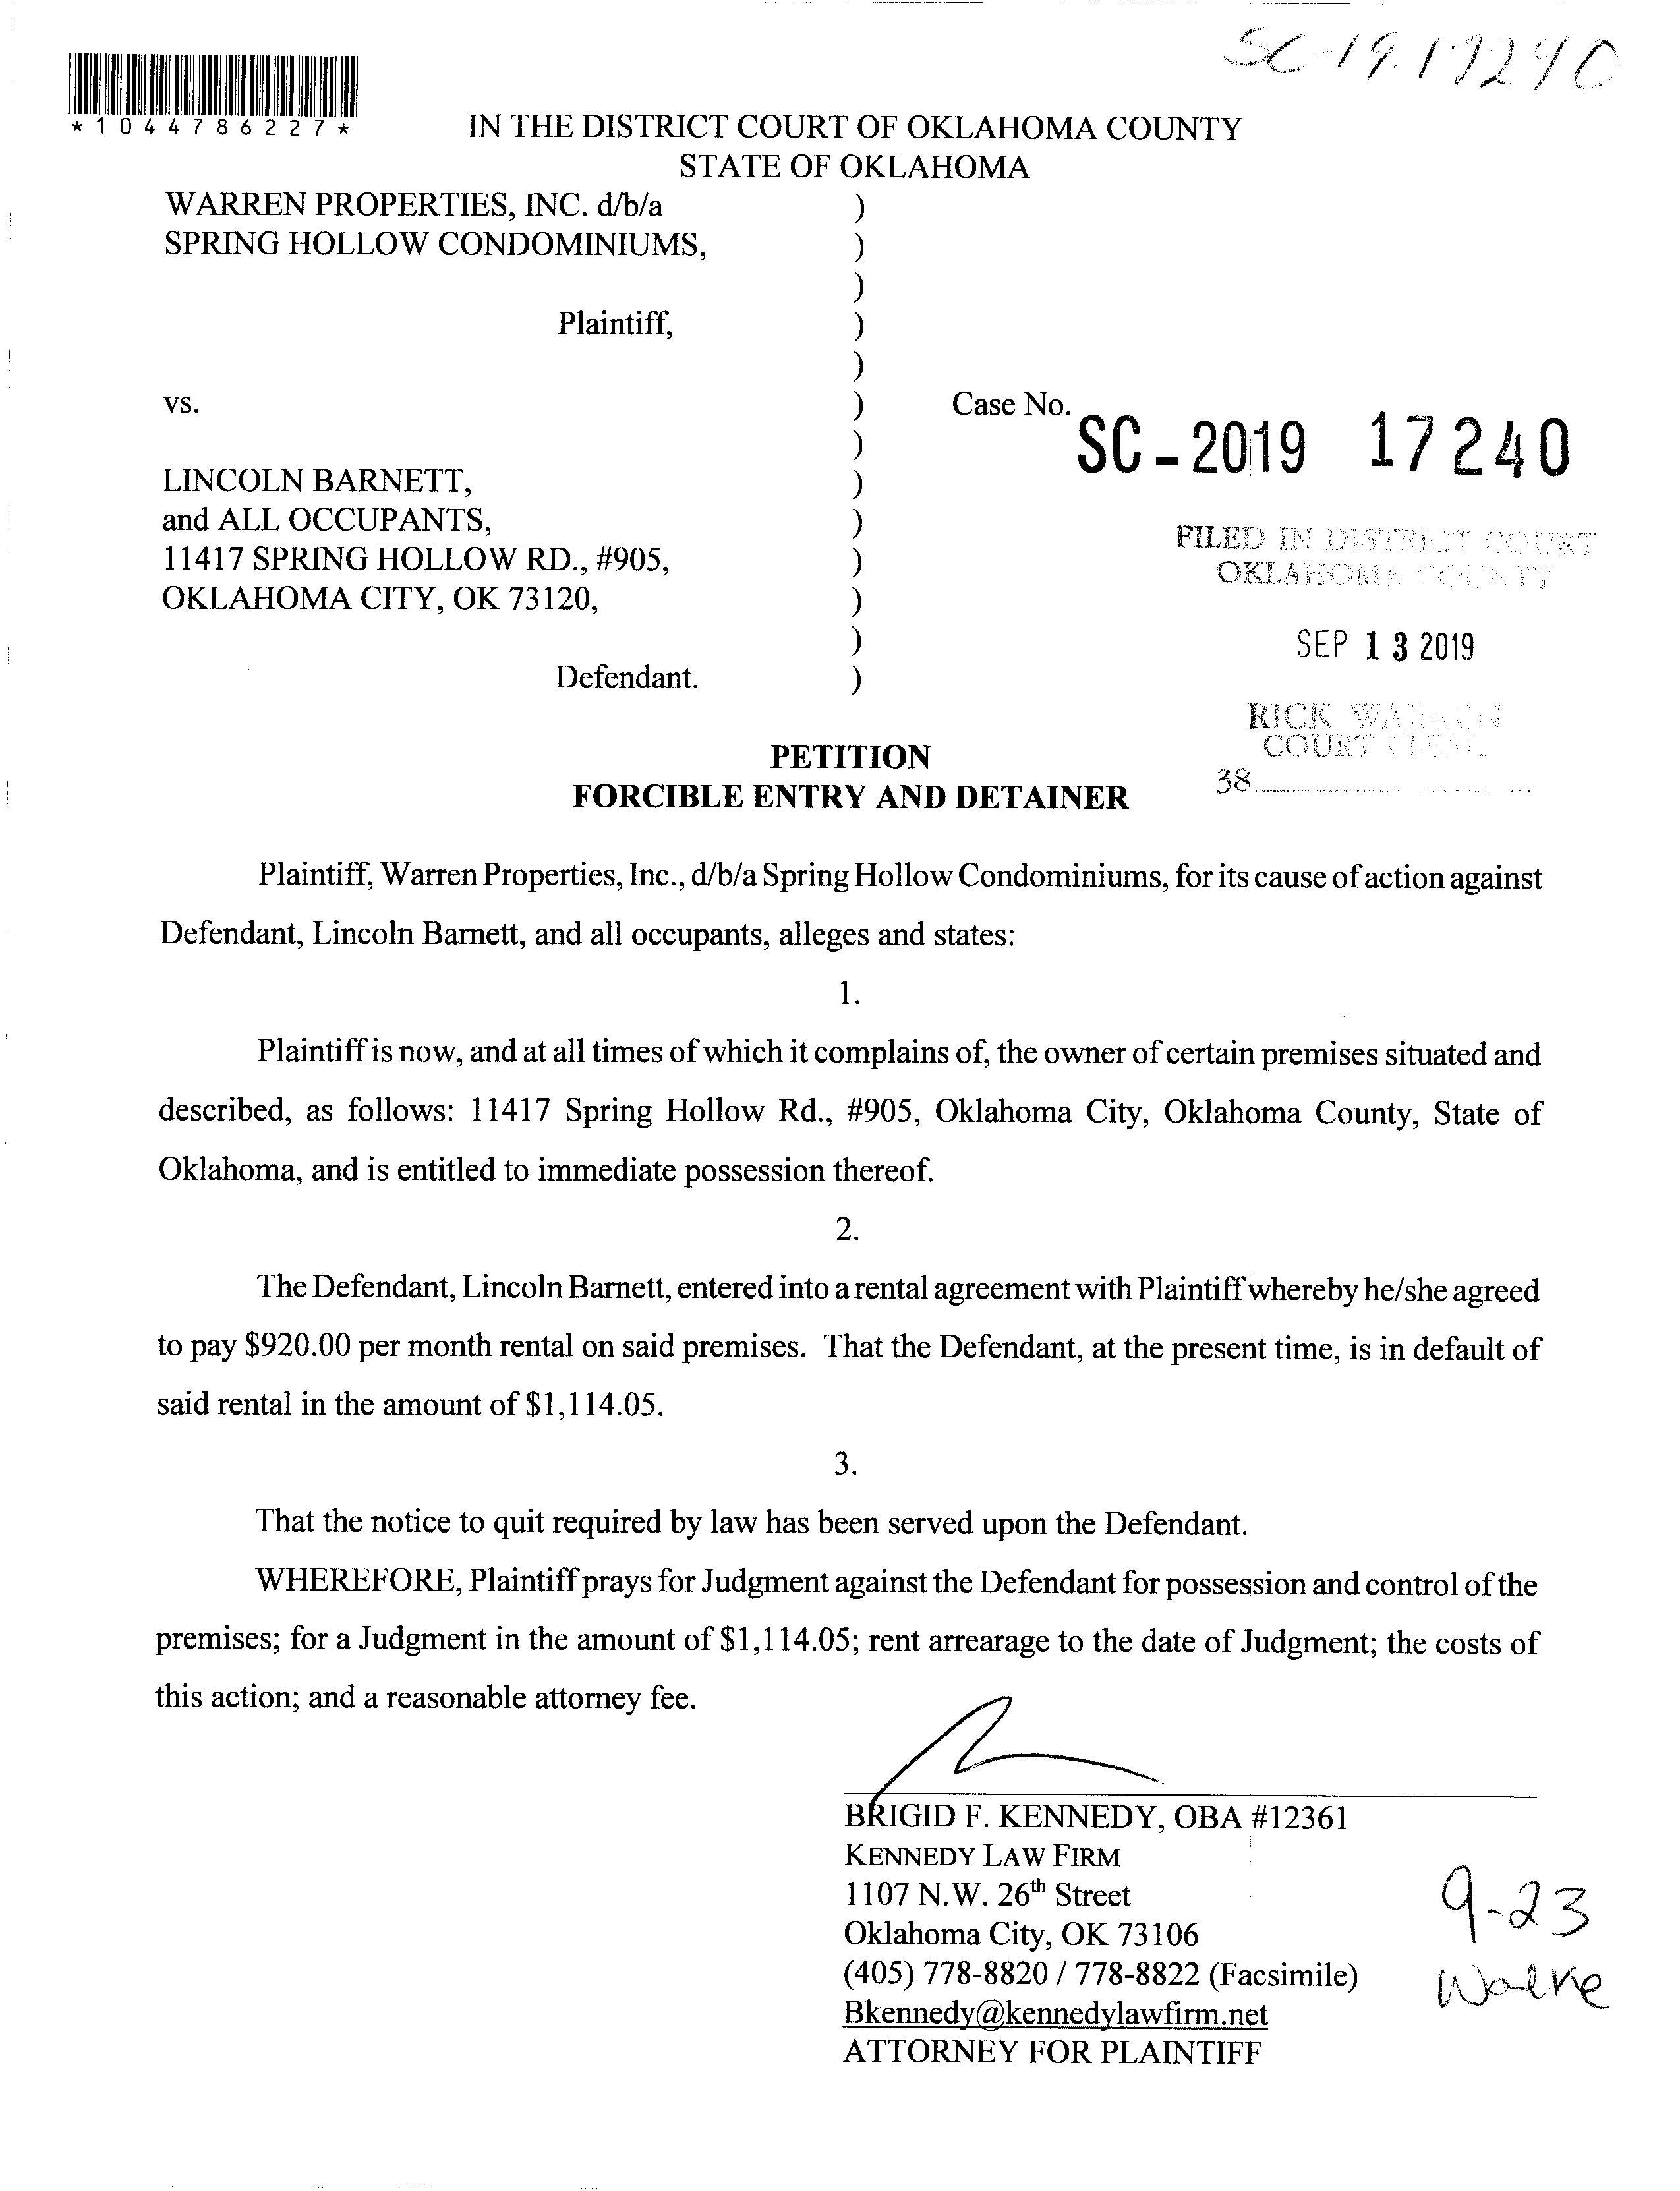 SC-19-17240
*1044786227*
IN THE DISTRICT COURT OF OKLAHOMA COUNTY
STATE OF OKLAHOMA
WARREN PROPERTIES, INC. d/b/a )
SPRING HOLLOW CONDOMINIUMS, )
)
Plaintiff, )
)
vs. ) Case No. SC-2019 17240
)
LINCOLN BARNETT, )
and ALL OCCUPANTS, )
11417 SPRING HOLLOW RD., #905, )
OKLAHOMA CITY, OK 73120, )
)
Defendant. )
FILED IN DISTRICT COURT
OKLAHOMA COUNTY
SEP 13 2019
RICK WARREN
COURT CLERK
38
PETITION
FORCIBLE ENTRY AND DETAINER
Plaintiff, Warren Properties, Inc., d/b/a Spring Hollow Condominiums, for its cause of action against
Defendant, Lincoln Barnett, and all occupants, alleges and states:
1.
Plaintiff is now, and at all times of which it complains of, the owner of certain premises situated and
described, as follows: 11417 Spring Hollow Rd., #905, Oklahoma City, Oklahoma County, State of
Oklahoma, and is entitled to immediate possession thereof.
2.
The Defendant, Lincoln Barnett, entered into a rental agreement with Plaintiff whereby he/she agreed
to pay $920.00 per month rental on said premises. That the Defendant, at the present time, is in default of
said rental in the amount of $1,114.05.
3.
That the notice to quit required by law has been served upon the Defendant.
WHEREFORE, Plaintiff prays for Judgment against the Defendant for possession and control of the
premises; for a Judgment in the amount of $1,114.05; rent arrearage to the date of Judgment; the costs of
this action; and a reasonable attorney fee.
BRIGID F. KENNEDY, OBA #12361
KENNEDY LAW FIRM
1107 N.W. 26th Street
Oklahoma City, OK 73106
(405) 778-8820 / 778-8822 (Facsimile)
Bkennedy@kennedylawfirm.net
ATTORNEY FOR PLAINTIFF
9-23
Walke